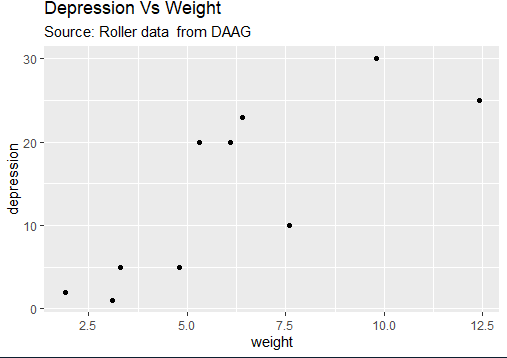 Depression Vs Weight
Source: Roller data  from DAAG
30
20
10
0
depression
2.5 5.0 7.5 10.0 12.5
weight